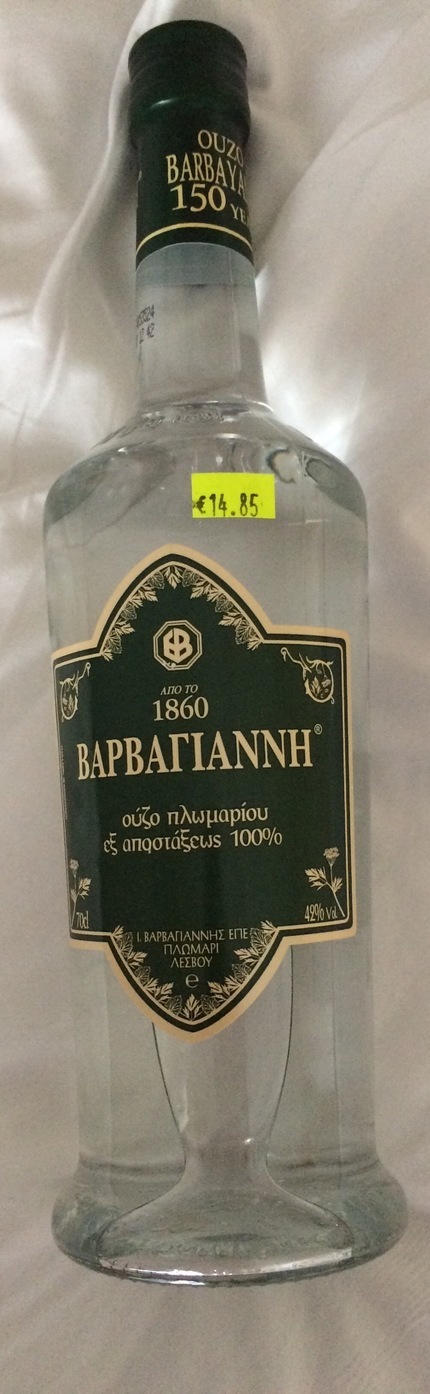 ΟΥΖΟ
BARBAYA
150 YE
€14.85
ΑΠΟ ΤΟ
1860
ΒΑΡΒΑΓΙΑΝΝΗ®
ούζο πλωμαρίου
εξ αποστάξεως 100%
70cl
42% Vol.
Ι. ΒΑΡΒΑΓΙΑΝΝΗΣ ΕΠΕ
ΠΛΩΜΑΡΙ
ΛΕΣΒΟΥ
e